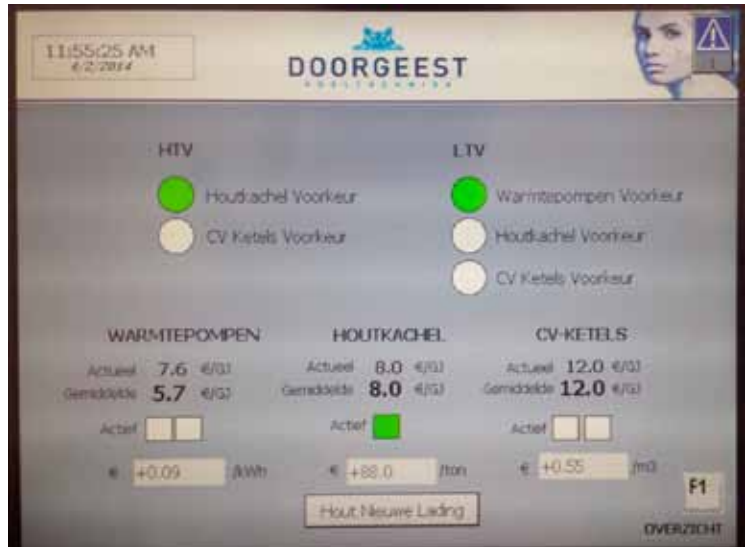 11:55:25 AM
4/2/2014
DOORGEEST
1
HTV
LTV
Houtkachel Voorkeur
Warmtepompen Voorkeur
CV Ketels Voorkeur
Houtkachel Voorkeur
CV Ketels Voorkeur
WARMTEPOMPEN
HOUTKACHEL
CV-KETELS
Actueel 7.6 €/GJ
Actueel 8.0 €/GJ
Actueel 12.0 €/GJ
Gemiddelde 5.7 €/GJ
Gemiddelde 8.0 €/GJ
Gemiddelde 12.0 €/GJ
Actief
Actief
Actief
€ +0.09 /kWh
€ +88.0 /ton
€ +0.55 /m3
Hout Nieuwe Lading
F1
OVERZICHT